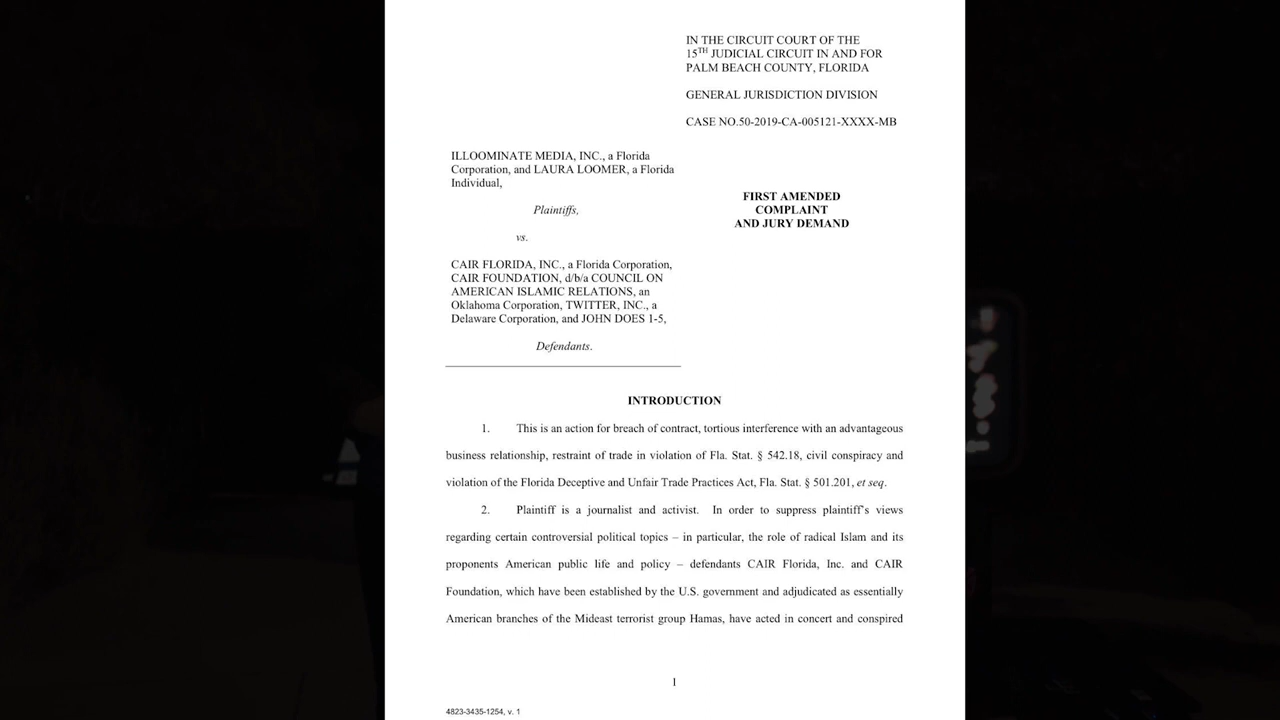 IN THE CIRCUIT COURT OF THE
15TH JUDICIAL CIRCUIT IN AND FOR
PALM BEACH COUNTY, FLORIDA
GENERAL JURISDICTION DIVISION
CASE NO.50-2019-CA-005121-XXXX-MB
ILLOOMINATE MEDIA, INC., a Florida
Corporation, and LAURA LOOMER, a Florida
Individual,
Plaintiffs,
vs.
CAIR FLORIDA, INC., a Florida Corporation,
CAIR FOUNDATION, d/b/a COUNCIL ON
AMERICAN ISLAMIC RELATIONS, an
Oklahoma Corporation, TWITTER, INC., a
Delaware Corporation, and JOHN DOES 1-5,
Defendants.
FIRST AMENDED
COMPLAINT
AND JURY DEMAND
INTRODUCTION
1. This is an action for breach of contract, tortious interference with an advantageous
business relationship, restraint of trade in violation of Fla. Stat. § 542.18, civil conspiracy and
violation of the Florida Deceptive and Unfair Trade Practices Act, Fla. Stat. § 501.201, et seq.
2. Plaintiff is a journalist and activist. In order to suppress plaintiff's views
regarding certain controversial political topics – in particular, the role of radical Islam and its
proponents American public life and policy – defendants CAIR Florida, Inc. and CAIR
Foundation, which have been established by the U.S. government and adjudicated as essentially
American branches of the Mideast terrorist group Hamas, have acted in concert and conspired
1
4823-3435-1254, v. 1